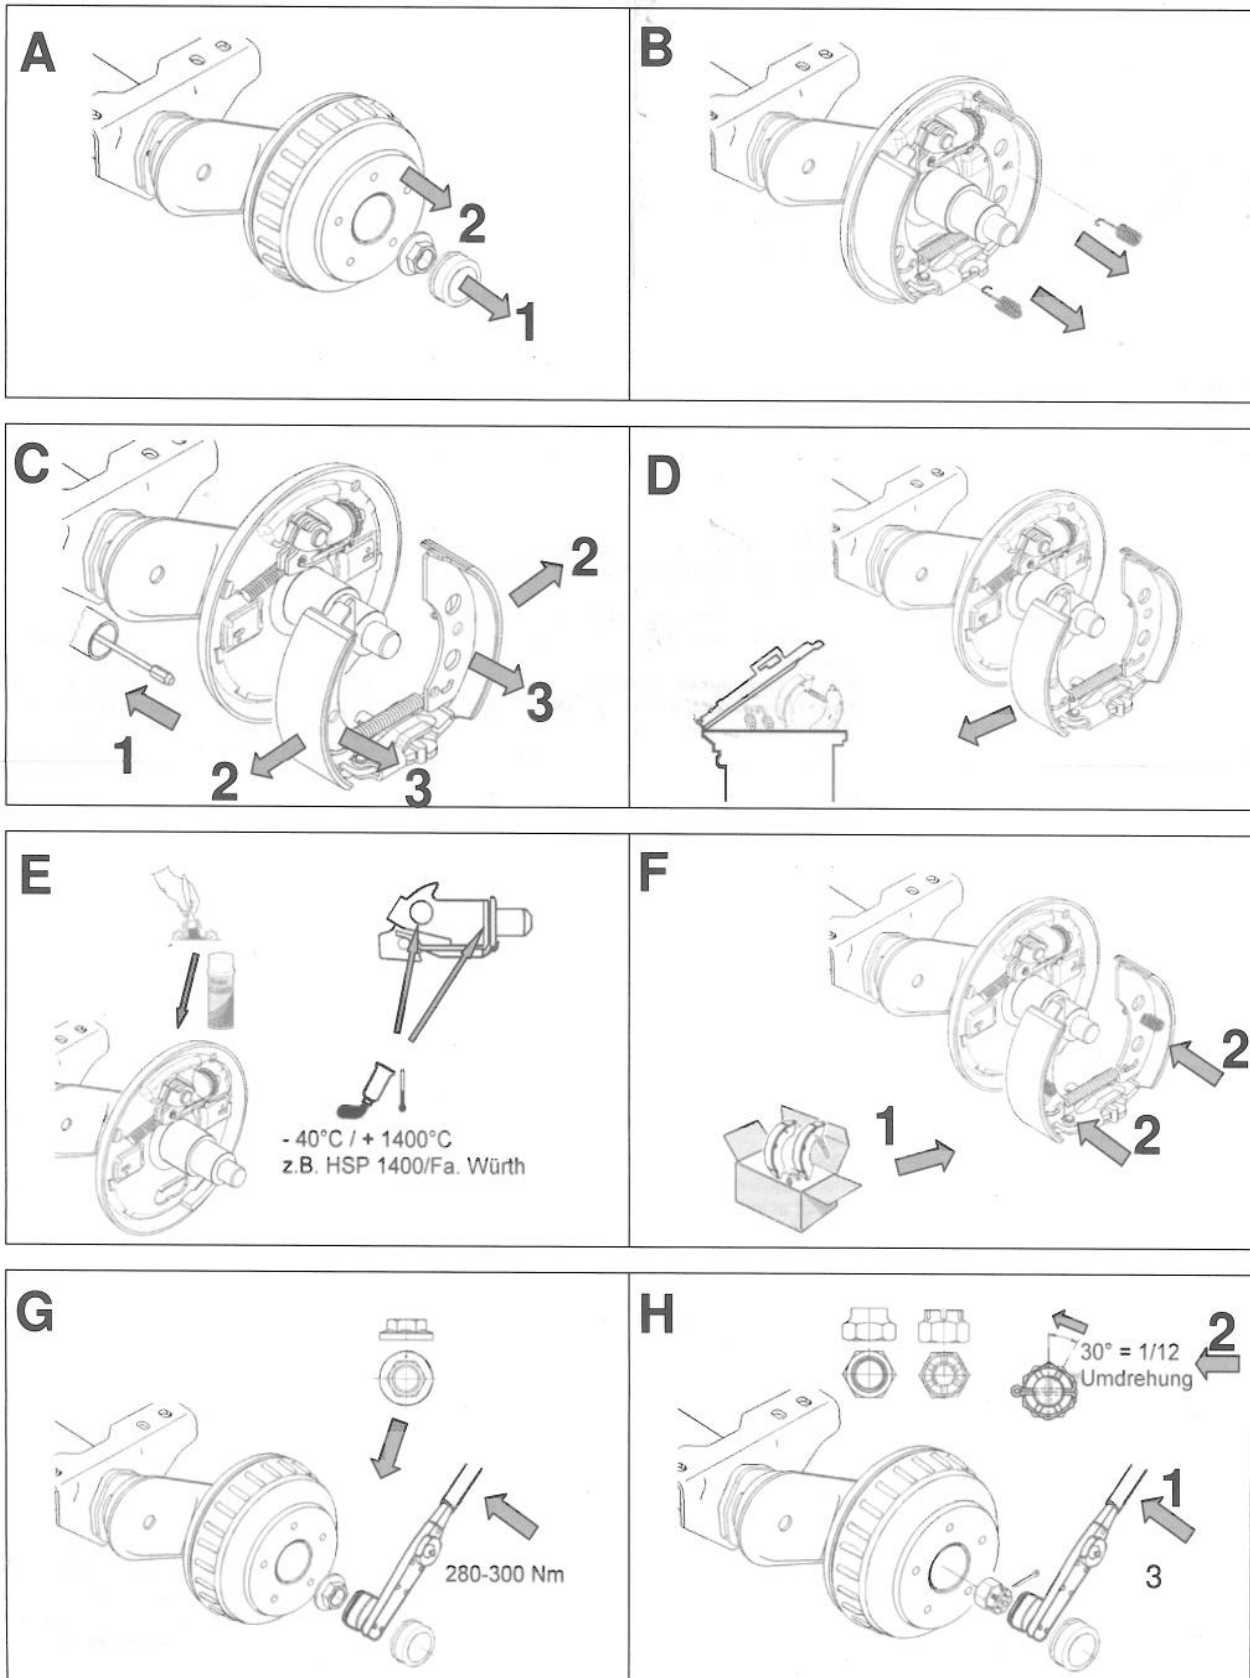 A
2
1
B
C
2
3
1
2
3
D
E
- 40°C / + 1400°C
z.B. HSP 1400/Fa. Würth
F
2
1
2
G
280-300 Nm
H
2
30° = 1/12
Umdrehung
1
3